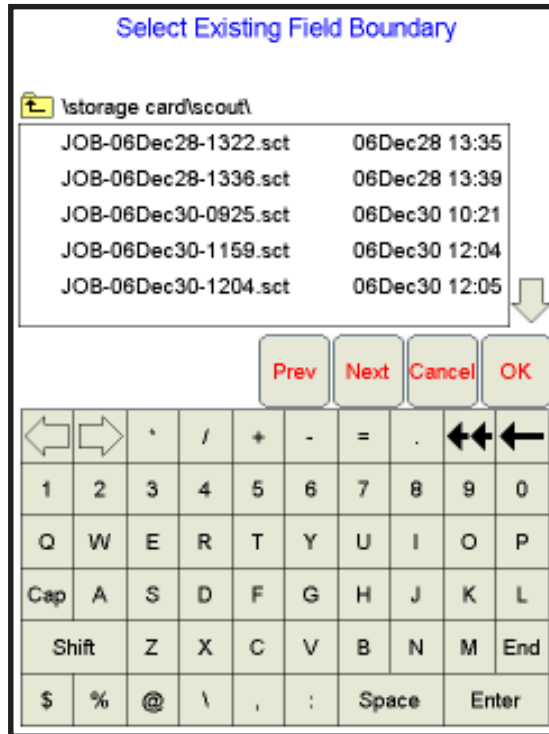 Select Existing Field Boundary
\storage card\scout\
JOB-06Dec28-1322.sct 06Dec28 13:35
JOB-06Dec28-1336.sct 06Dec28 13:39
JOB-06Dec30-0925.sct 06Dec30 10:21
JOB-06Dec30-1159.sct 06Dec30 12:04
JOB-06Dec30-1204.sct 06Dec30 12:05
Prev Next Cancel OK
* / + - = .
1 2 3 4 5 6 7 8 9 0
Q W E R T Y U I O P
Cap A S D F G H J K L
Shift Z X C V B N M End
$ % @ \ , : Space Enter